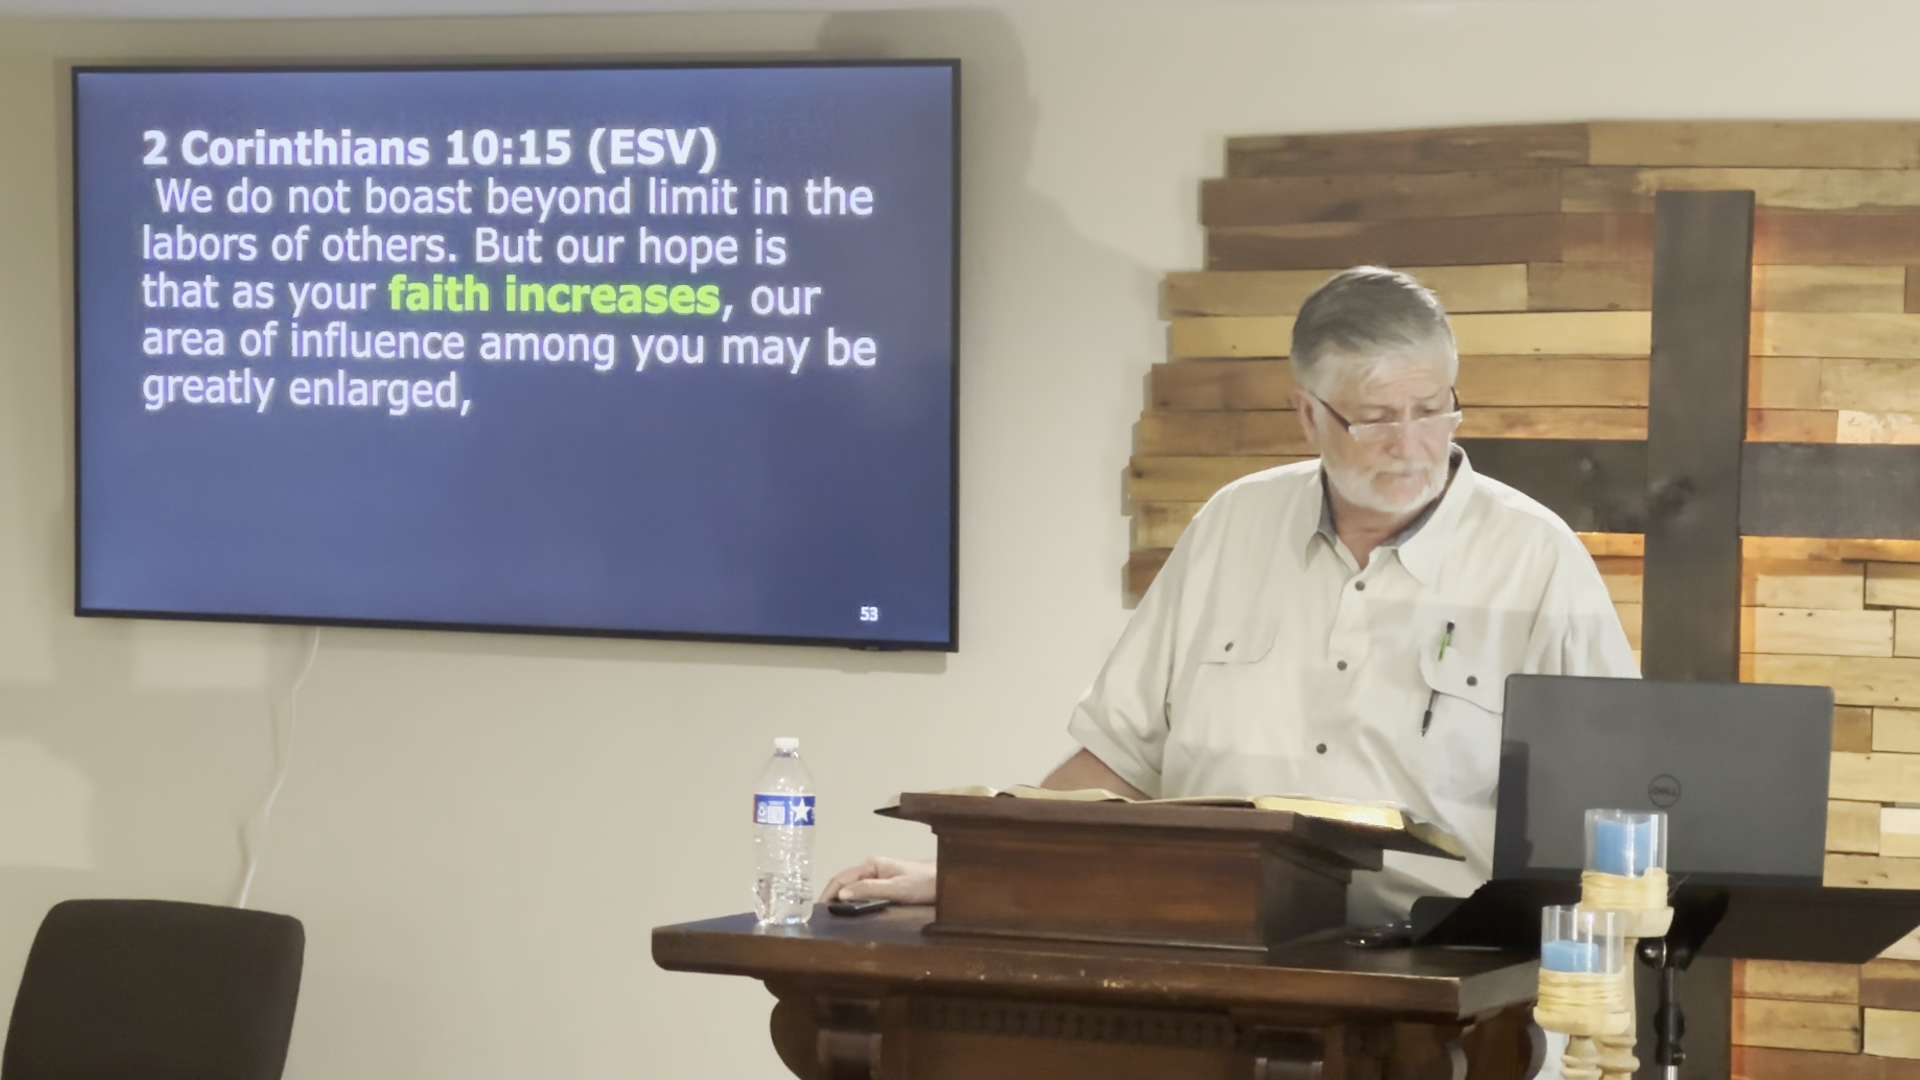 2 Corinthians 10:15 (ESV)
We do not boast beyond limit in the
labors of others. But our hope is
that as your faith increases, our
area of influence among you may be
greatly enlarged,
53
DELL